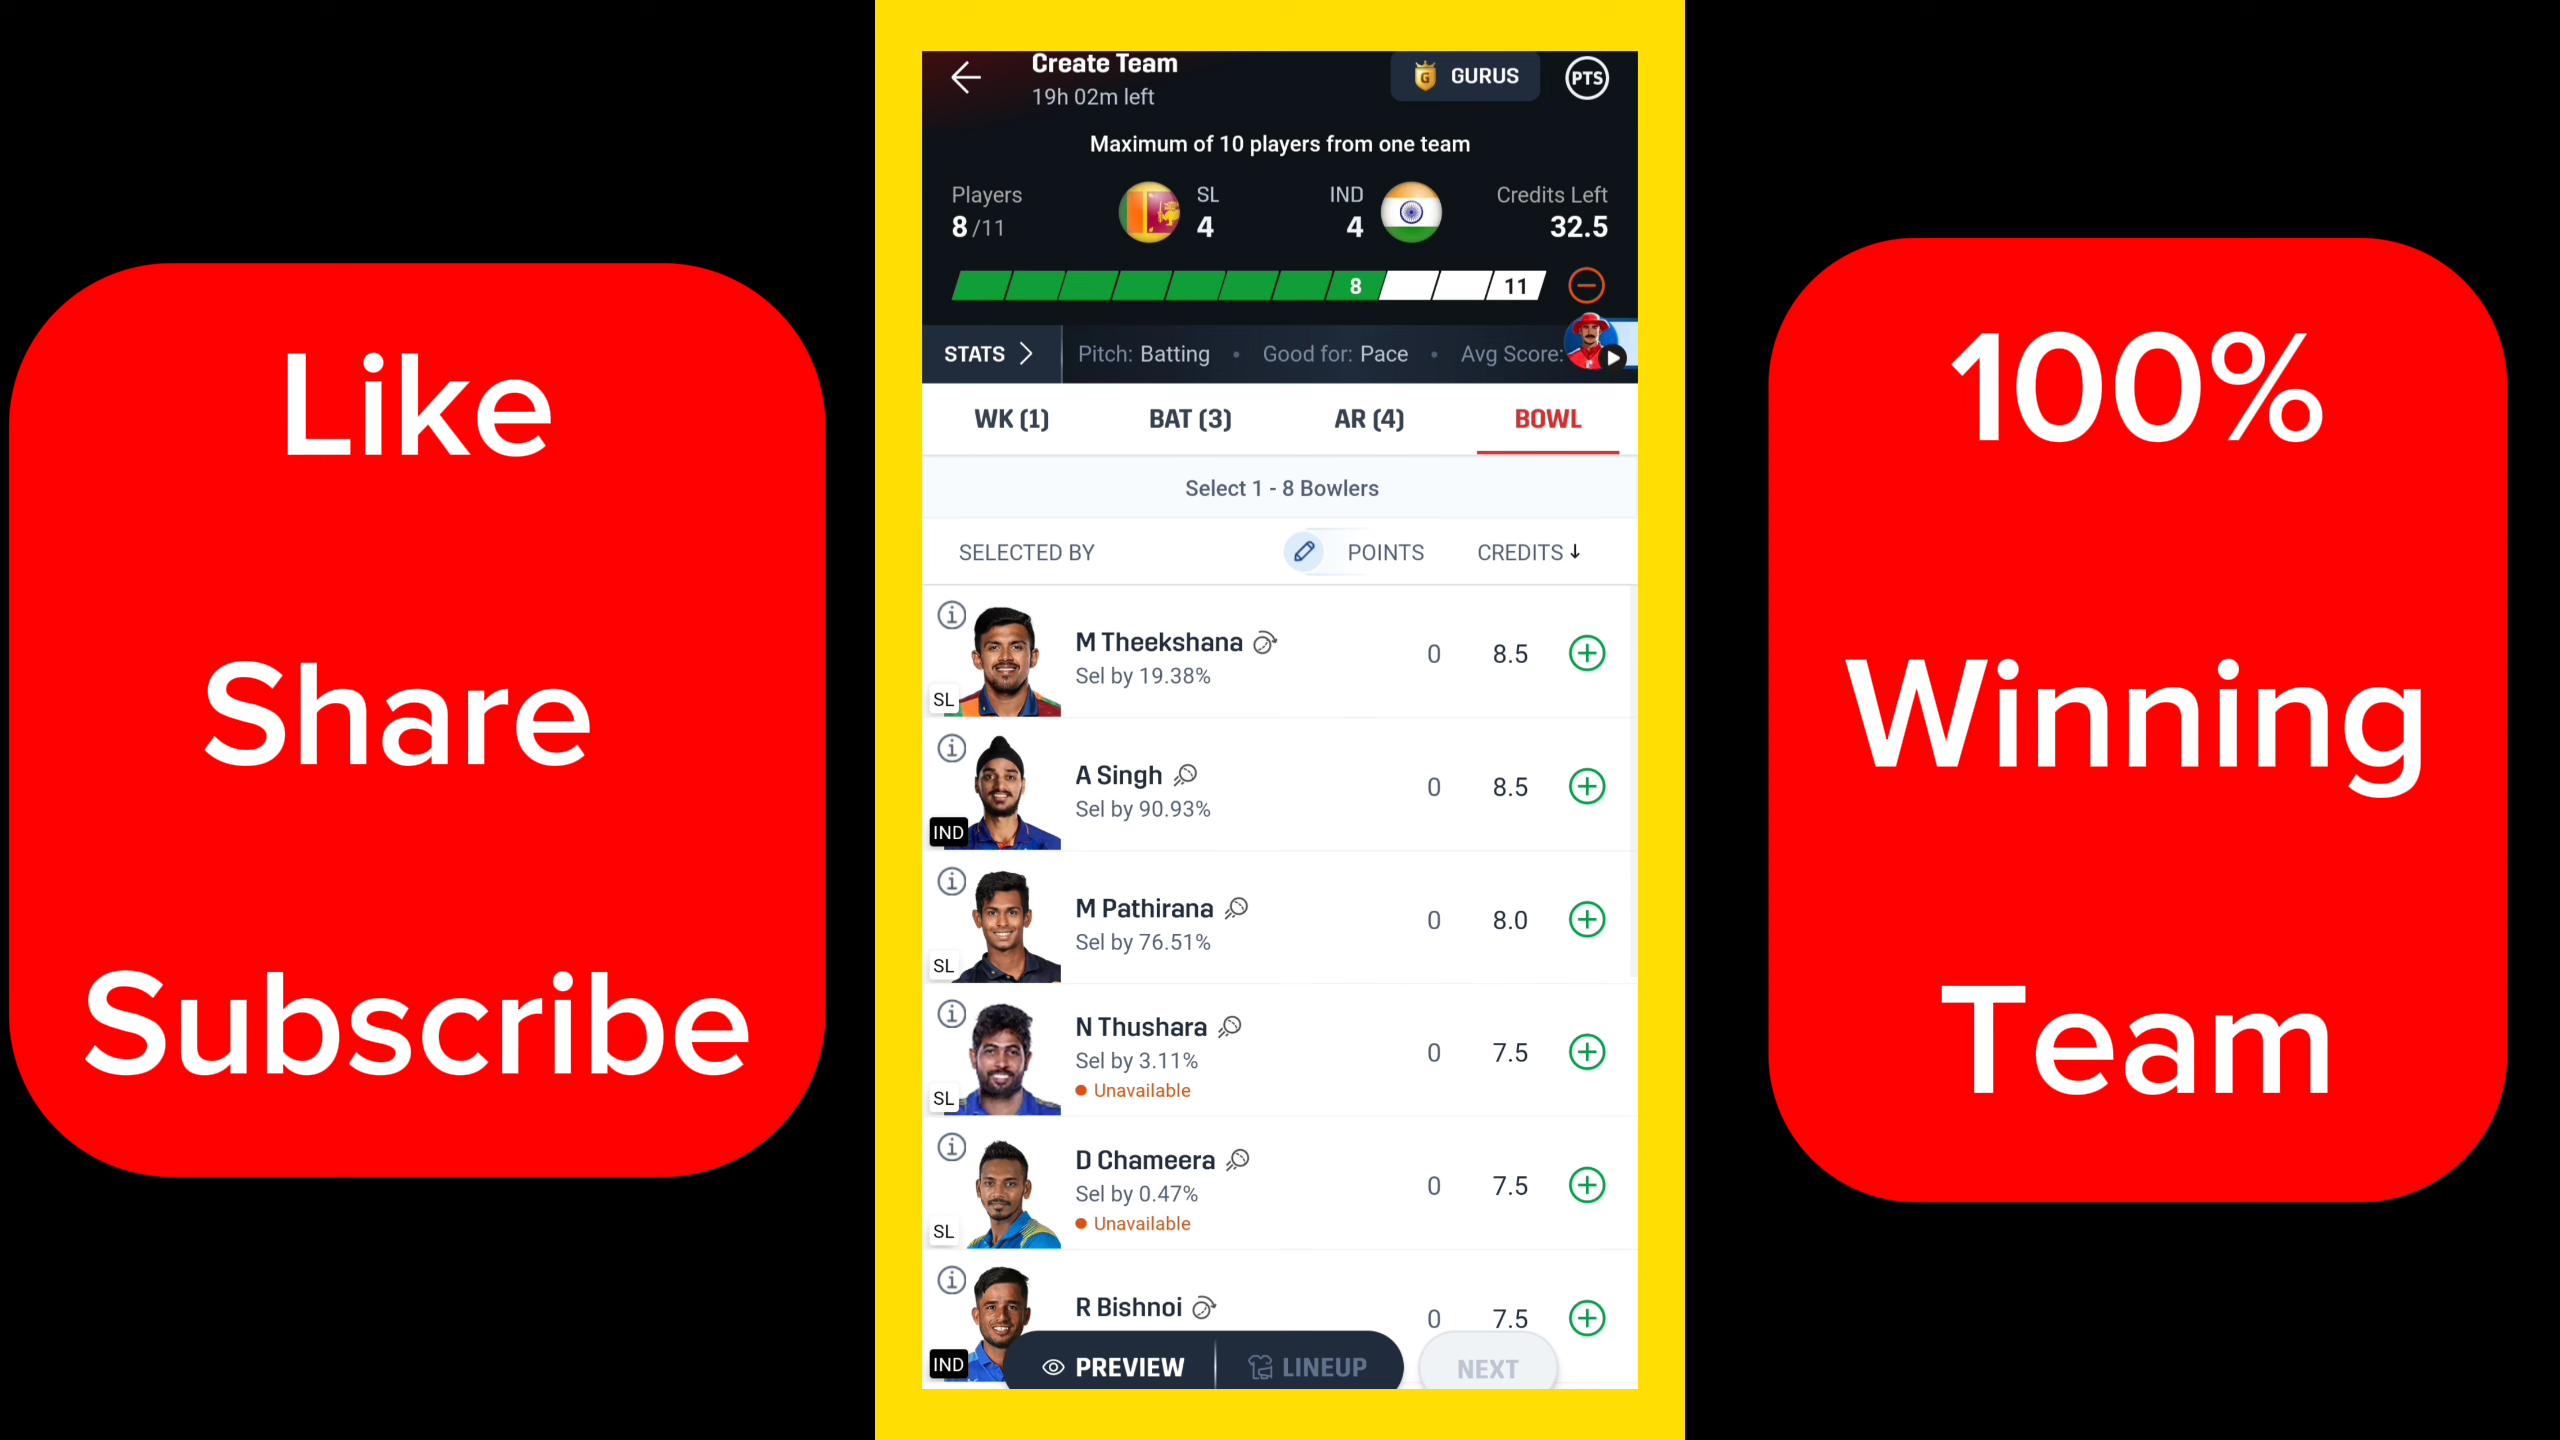 Like
Share
Subscribe
Create Team
19h 02m left
G GURUS
PTS
Maximum of 10 players from one team
Players
8/11
SL
4
IND
4
Credits Left
32.5
8
11
STATS
Pitch: Batting • Good for: Pace • Avg Score:
WK (1)
BAT (3)
AR (4)
BOWL
Select 1 - 8 Bowlers
SELECTED BY
POINTS
CREDITS ↓
M Theekshana
Sel by 19.38%
SL
0
8.5
A Singh
Sel by 90.93%
IND
0
8.5
M Pathirana
Sel by 76.51%
SL
0
8.0
N Thushara
Sel by 3.11%
Unavailable
SL
0
7.5
D Chameera
Sel by 0.47%
Unavailable
SL
0
7.5
R Bishnoi
IND
0
7.5
PREVIEW
LINEUP
NEXT
100%
Winning
Team